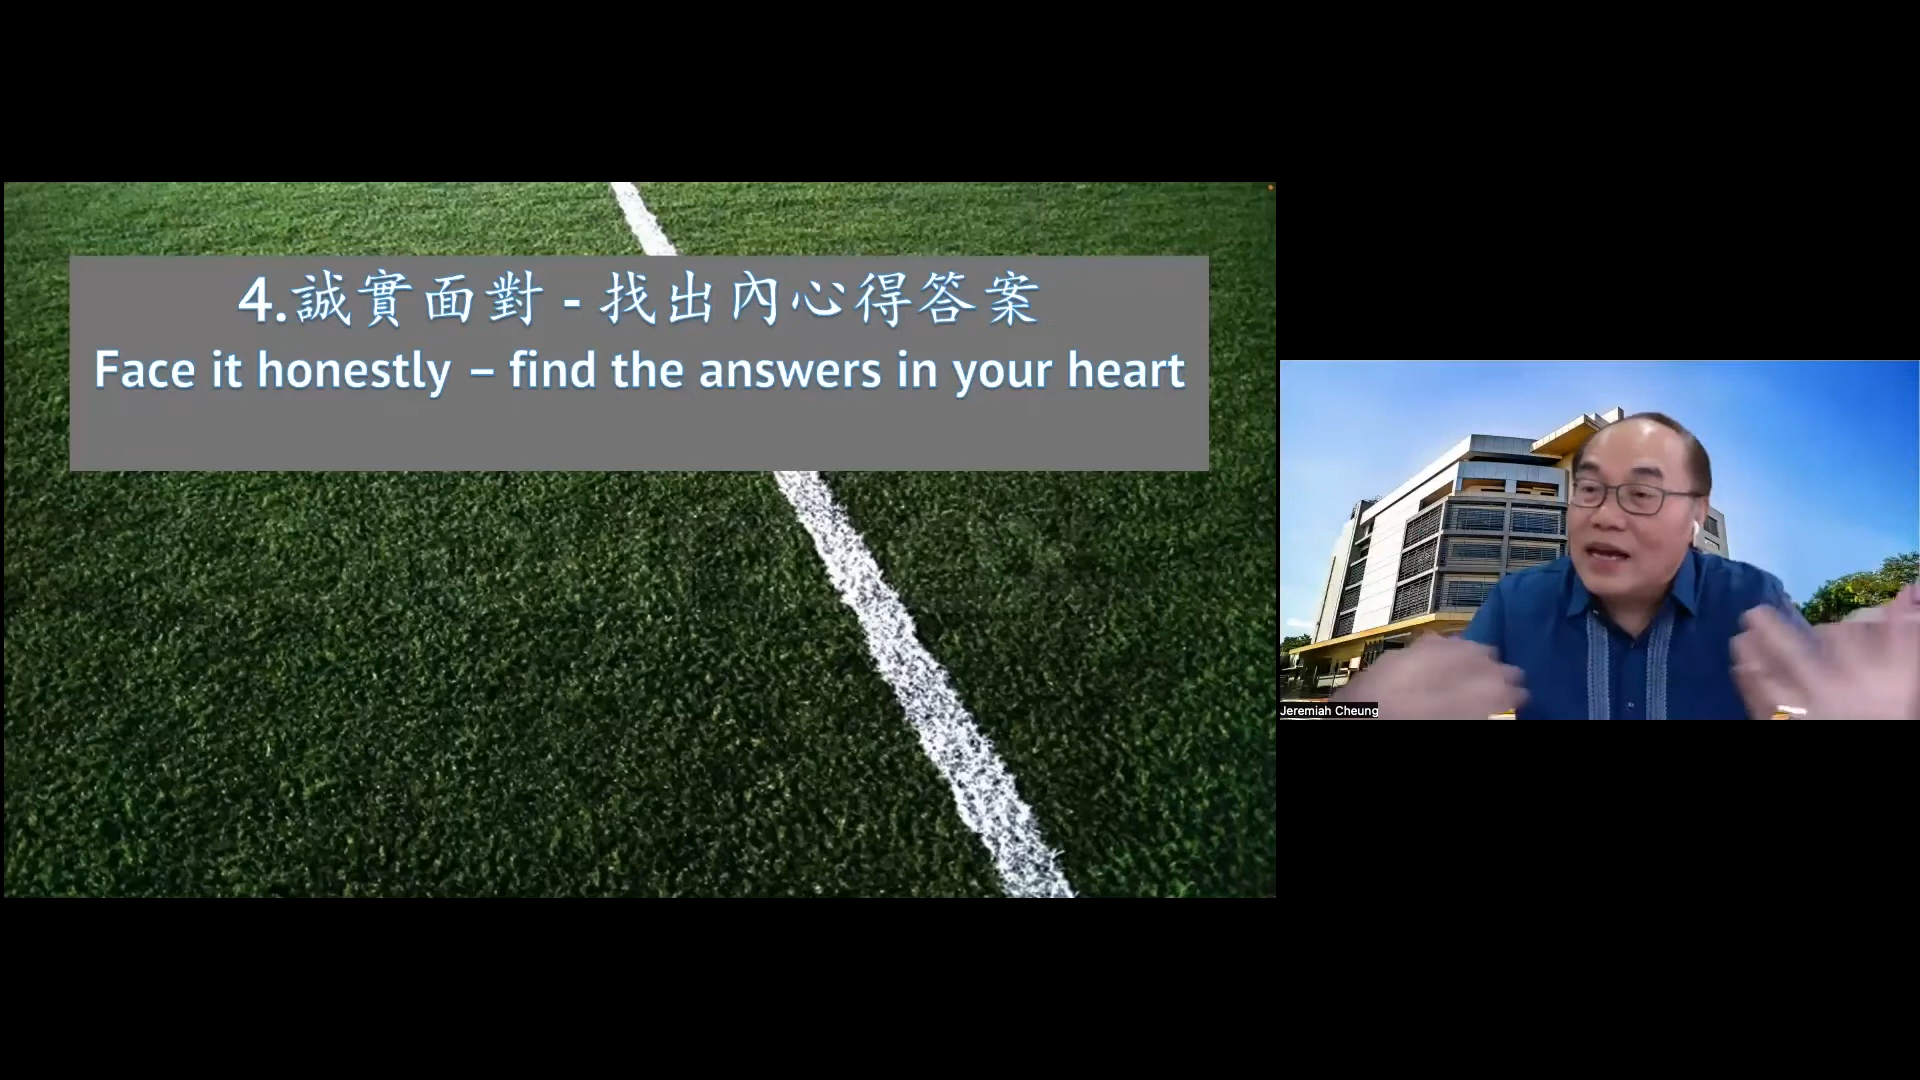 4.誠實面對 - 找出內心得答案
Face it honestly – find the answers in your heart
Jeremiah Cheung